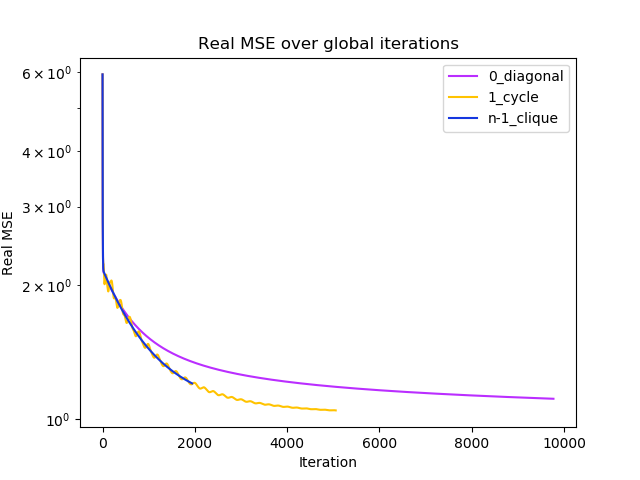 Real MSE over global iterations
0_diagonal
1_cycle
n-1_clique
6 × 10⁰
4 × 10⁰
3 × 10⁰
2 × 10⁰
10⁰
Real MSE
0 2000 4000 6000 8000 10000
Iteration